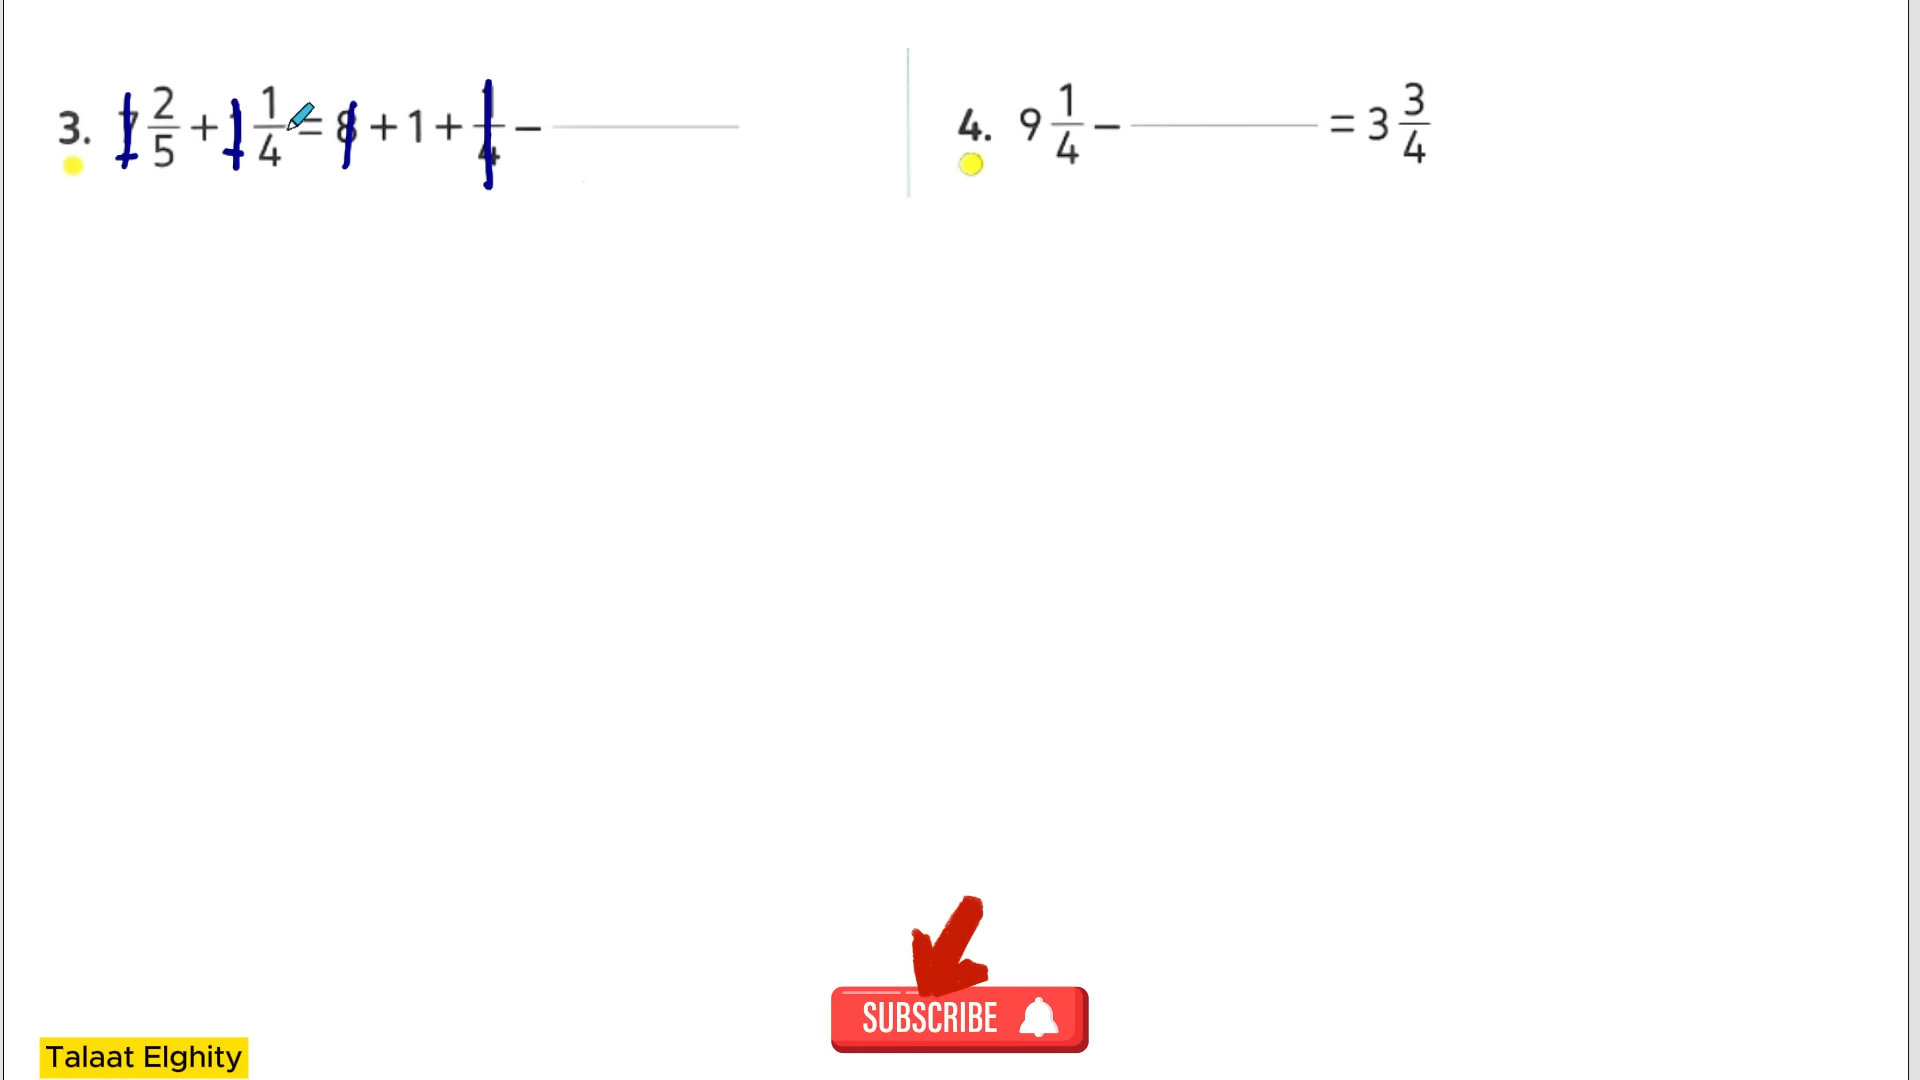 3. 7 2/5 + 1 1/4 = 8 + 1 + 1/4 −
4. 9 1/4 − = 3 3/4
SUBSCRIBE
Talaat Elghity